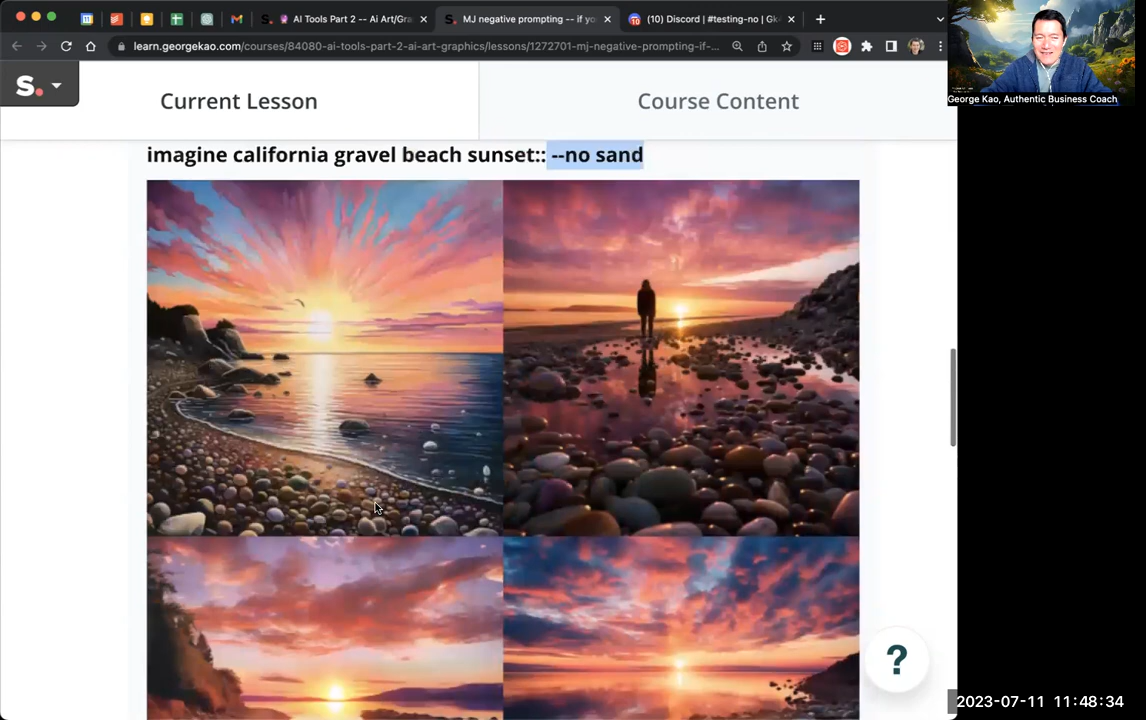 AI Tools Part 2 -- Ai Art/Gra
MJ negative prompting -- if yo
(10) Discord | #testing-no | Gk
learn.georgekao.com/courses/84080-ai-tools-part-2-ai-art-graphics/lessons/1272701-mj-negative-prompting-if-...
George Kao, Authentic Business Coach
S.
Current Lesson
Course Content
imagine california gravel beach sunset:: --no sand
?
2023-07-11 11:48:34